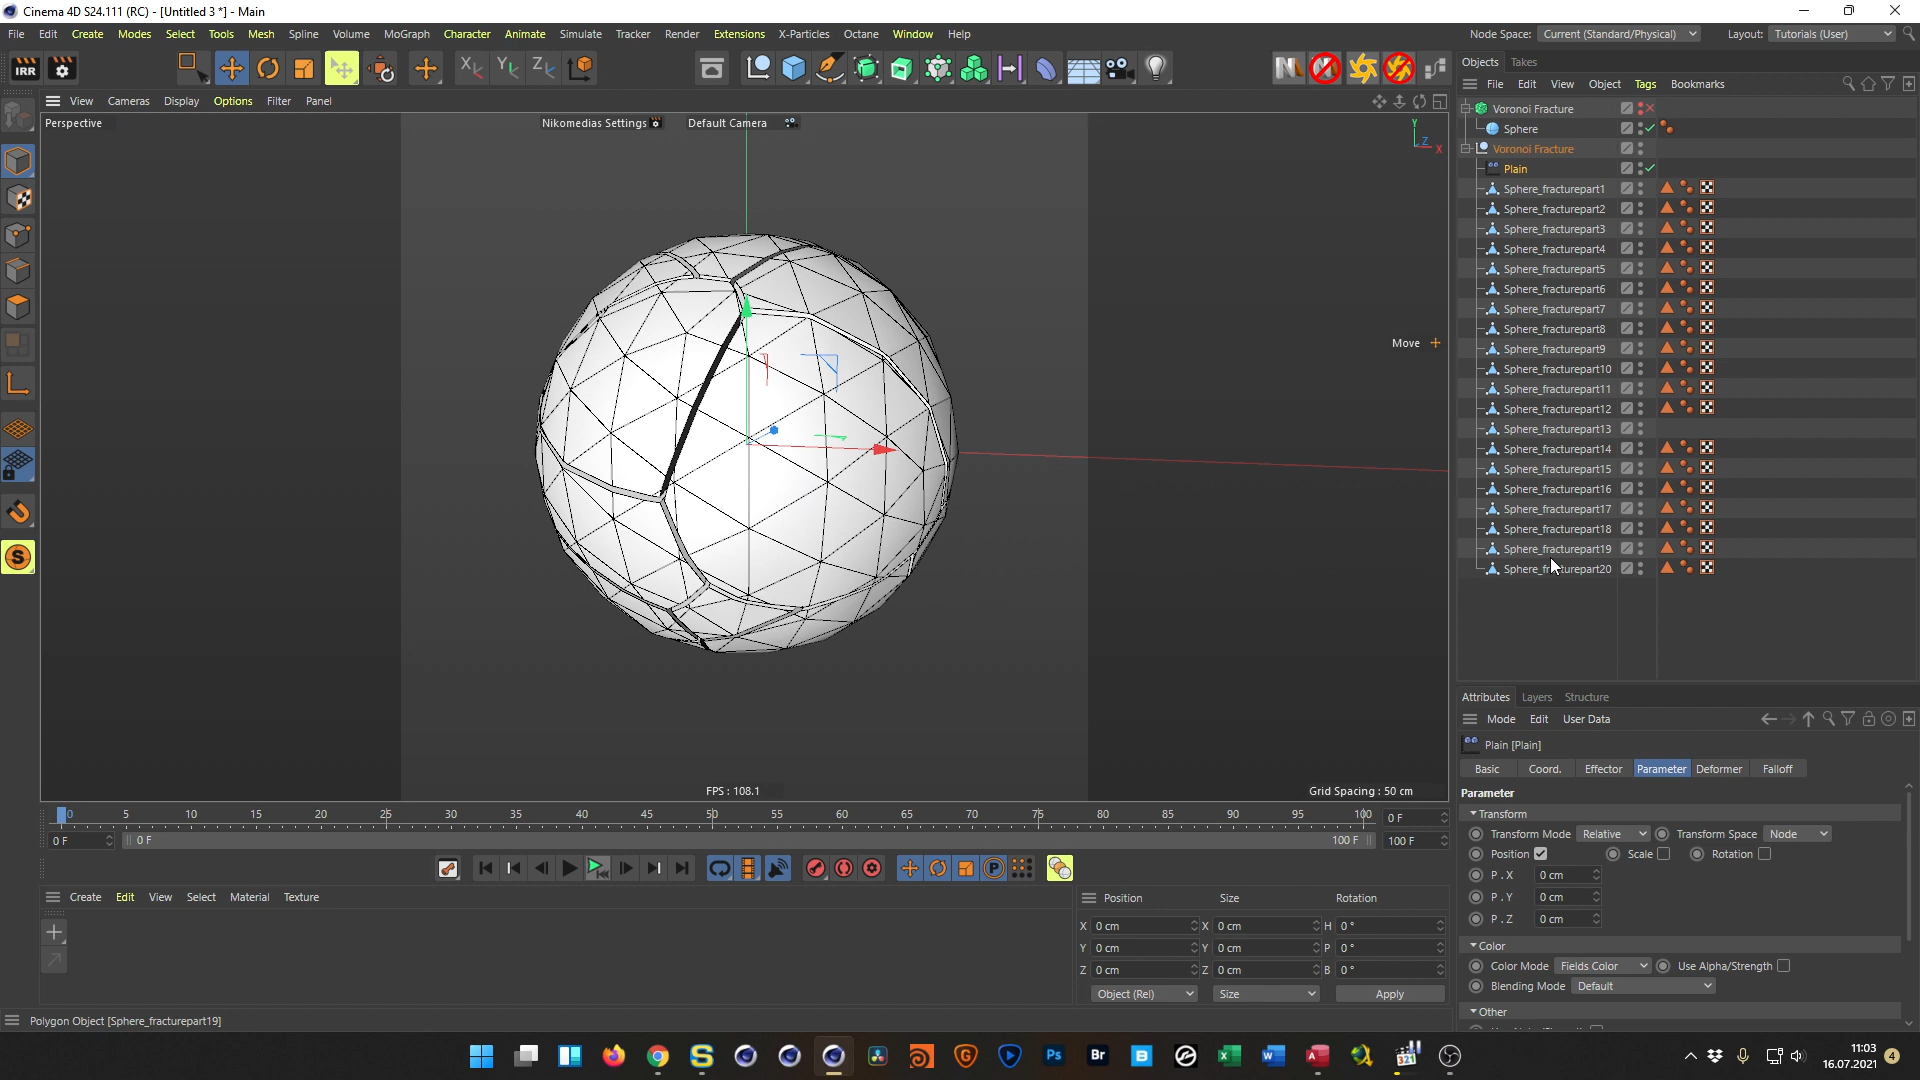 Cinema 4D S24.111 (RC) - [Untitled 3 *] - Main
File Edit Create Modes Select Tools Mesh Spline Volume MoGraph Character Animate Simulate Tracker Render Extensions X-Particles Octane Window Help
Node Space: Current (Standard/Physical) Layout: Tutorials (User)
IRR
X Y Z
Objects Takes
File Edit View Object Tags Bookmarks
View Cameras Display Options Filter Panel
Perspective Nikomedias Settings Default Camera
Y
Z
X
Move
FPS : 108.1
Grid Spacing : 50 cm
Voronoi Fracture
Sphere
Voronoi Fracture
Plain
Sphere_fracturepart1
Sphere_fracturepart2
Sphere_fracturepart3
Sphere_fracturepart4
Sphere_fracturepart5
Sphere_fracturepart6
Sphere_fracturepart7
Sphere_fracturepart8
Sphere_fracturepart9
Sphere_fracturepart10
Sphere_fracturepart11
Sphere_fracturepart12
Sphere_fracturepart13
Sphere_fracturepart14
Sphere_fracturepart15
Sphere_fracturepart16
Sphere_fracturepart17
Sphere_fracturepart18
Sphere_fracturepart19
Sphere_fracturepart20
Attributes Layers Structure
Mode Edit User Data
Plain [Plain]
Basic Coord. Effector Parameter Deformer Falloff
Parameter
Transform
Transform Mode Relative Transform Space Node
Position Scale Rotation
P . X 0 cm
P . Y 0 cm
P . Z 0 cm
Color
Color Mode Fields Color Use Alpha/Strength
Blending Mode Default
Other
0 5 10 15 20 25 30 35 40 45 50 55 60 65 70 75 80 85 90 95 100 0 F
0 F 0 F 100 F 100 F
Create Edit View Select Material Texture
Position Size Rotation
X 0 cm X 0 cm H 0 °
Y 0 cm Y 0 cm P 0 °
Z 0 cm Z 0 cm B 0 °
Object (Rel) Size Apply
Polygon Object [Sphere_fracturepart19]
Ps Br
321
11:03
16.07.2021
4